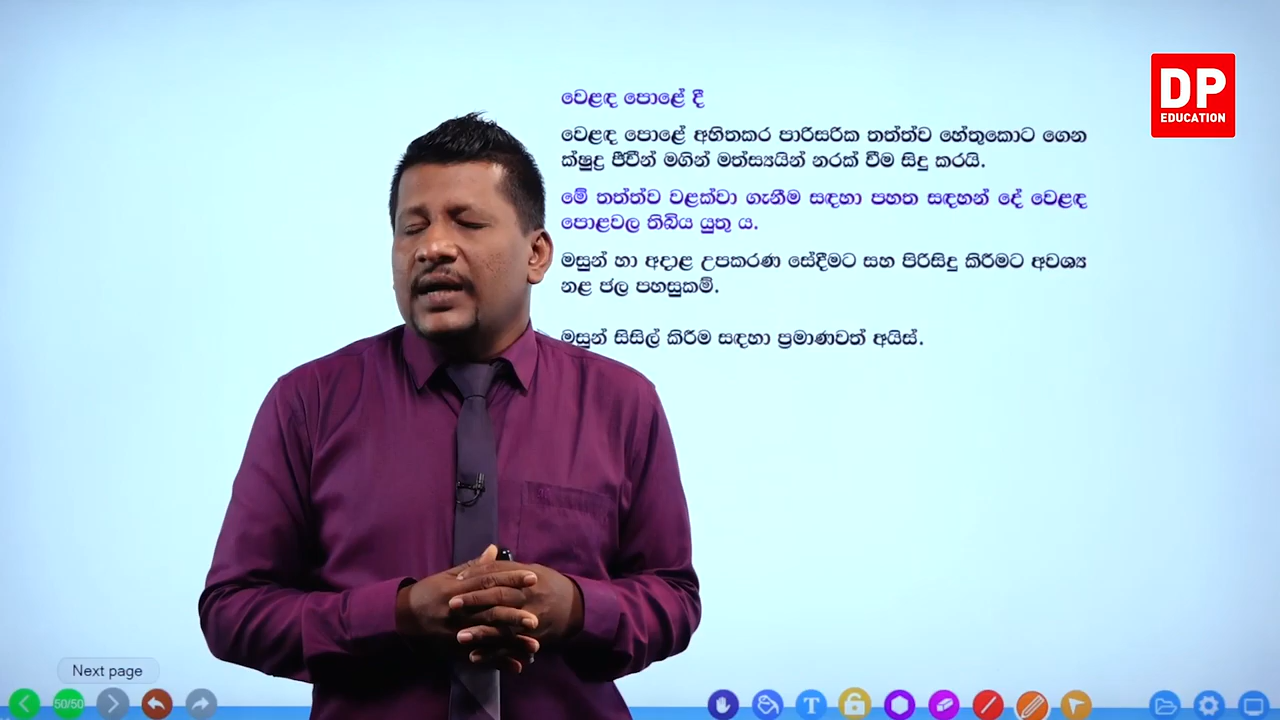 DP
EDUCATION
වෙළඳ පොළේ දී
වෙළඳ පොළේ අහිතකර පාරිසරික තත්ත්ව හේතුකොට ගෙන
ක්ෂුද්‍ර ජීවීන් මගින් මත්ස්‍යයින් නරක් වීම සිදු කරයි.
මේ තත්ත්ව වළක්වා ගැනීම සඳහා පහත සඳහන් දේ වෙළඳ
පොළවල තිබිය යුතු ය.
මසුන් හා අදාළ උපකරණ සේදීමට සහ පිරිසිදු කිරීමට අවශ්‍ය
නළ ජල පහසුකම්.
මසුන් සිසිල් කිරීම සඳහා ප්‍රමාණවත් අයිස්.
Next page
50/50
T